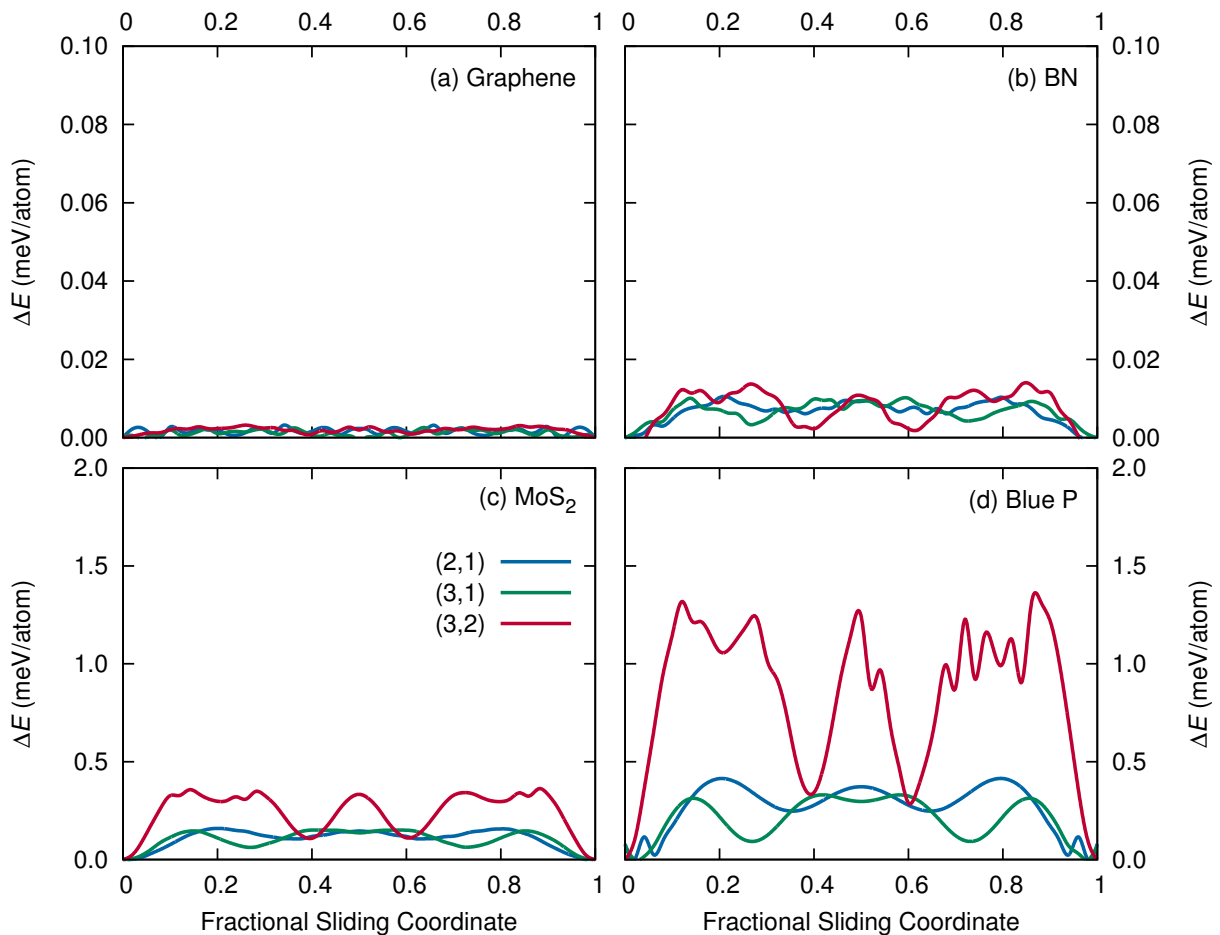 0 0.2 0.4 0.6 0.8 1
0 0.2 0.4 0.6 0.8 1
0.10
0.08
0.06
0.04
0.02
0.00
ΔE (meV/atom)
(a) Graphene
(b) BN
0.10
0.08
0.06
0.04
0.02
0.00
ΔE (meV/atom)
2.0
1.5
1.0
0.5
0.0
ΔE (meV/atom)
(c) MoS₂
(2,1)
(3,1)
(3,2)
(d) Blue P
2.0
1.5
1.0
0.5
0.0
ΔE (meV/atom)
0 0.2 0.4 0.6 0.8 1
0 0.2 0.4 0.6 0.8 1
Fractional Sliding Coordinate
Fractional Sliding Coordinate